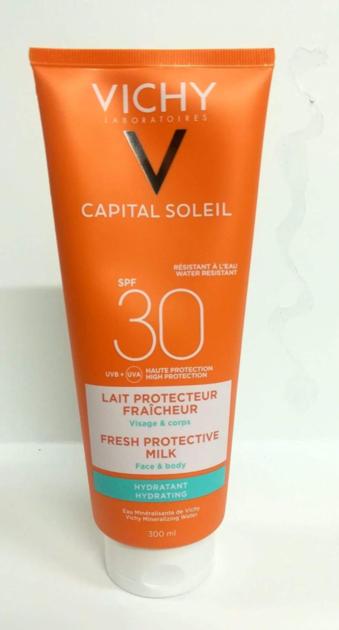 VICHY
LABORATOIRES
V
CAPITAL SOLEIL
RÉSISTANT À L'EAU
WATER RESISTANT
SPF
30
UVB + UVA HAUTE PROTECTION
HIGH PROTECTION
LAIT PROTECTEUR
FRAÎCHEUR
Visage & corps
FRESH PROTECTIVE
MILK
Face & body
HYDRATANT
HYDRATING
Eau Minéralisante de Vichy
Vichy Mineralizing Water
300 ml